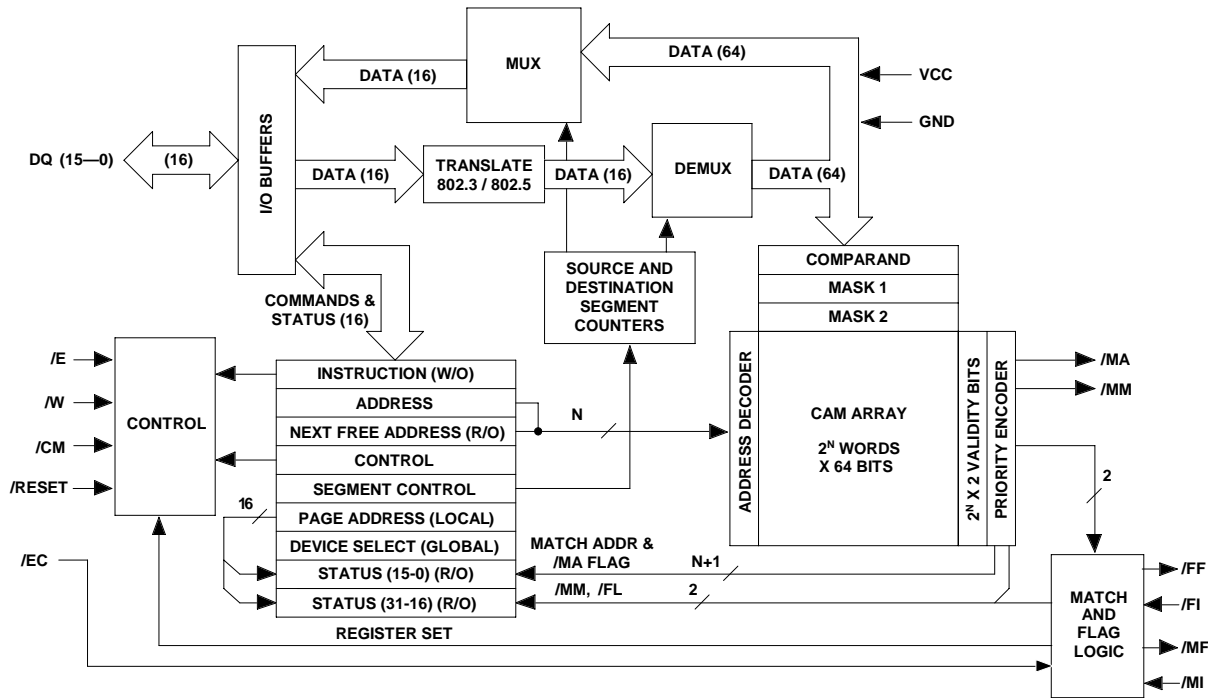 MUX
DATA (64)
DATA (16)
VCC
GND
DQ (15—0)
(16)
I/O BUFFERS
DATA (16)
TRANSLATE
802.3 / 802.5
DATA (16)
DEMUX
DATA (64)
COMMANDS &
STATUS (16)
SOURCE AND
DESTINATION
SEGMENT
COUNTERS
COMPARAND
MASK 1
MASK 2
/E
/W
/CM
/RESET
/EC
CONTROL
INSTRUCTION (W/O)
ADDRESS
NEXT FREE ADDRESS (R/O)
CONTROL
SEGMENT CONTROL
PAGE ADDRESS (LOCAL)
DEVICE SELECT (GLOBAL)
STATUS (15-0) (R/O)
STATUS (31-16) (R/O)
REGISTER SET
16
N
ADDRESS DECODER
CAM ARRAY
2^N WORDS
X 64 BITS
2^N X 2 VALIDITY BITS
PRIORITY ENCODER
/MA
/MM
2
MATCH ADDR &
/MA FLAG
N+1
/MM, /FL
2
MATCH
AND
FLAG
LOGIC
/FF
/FI
/MF
/MI